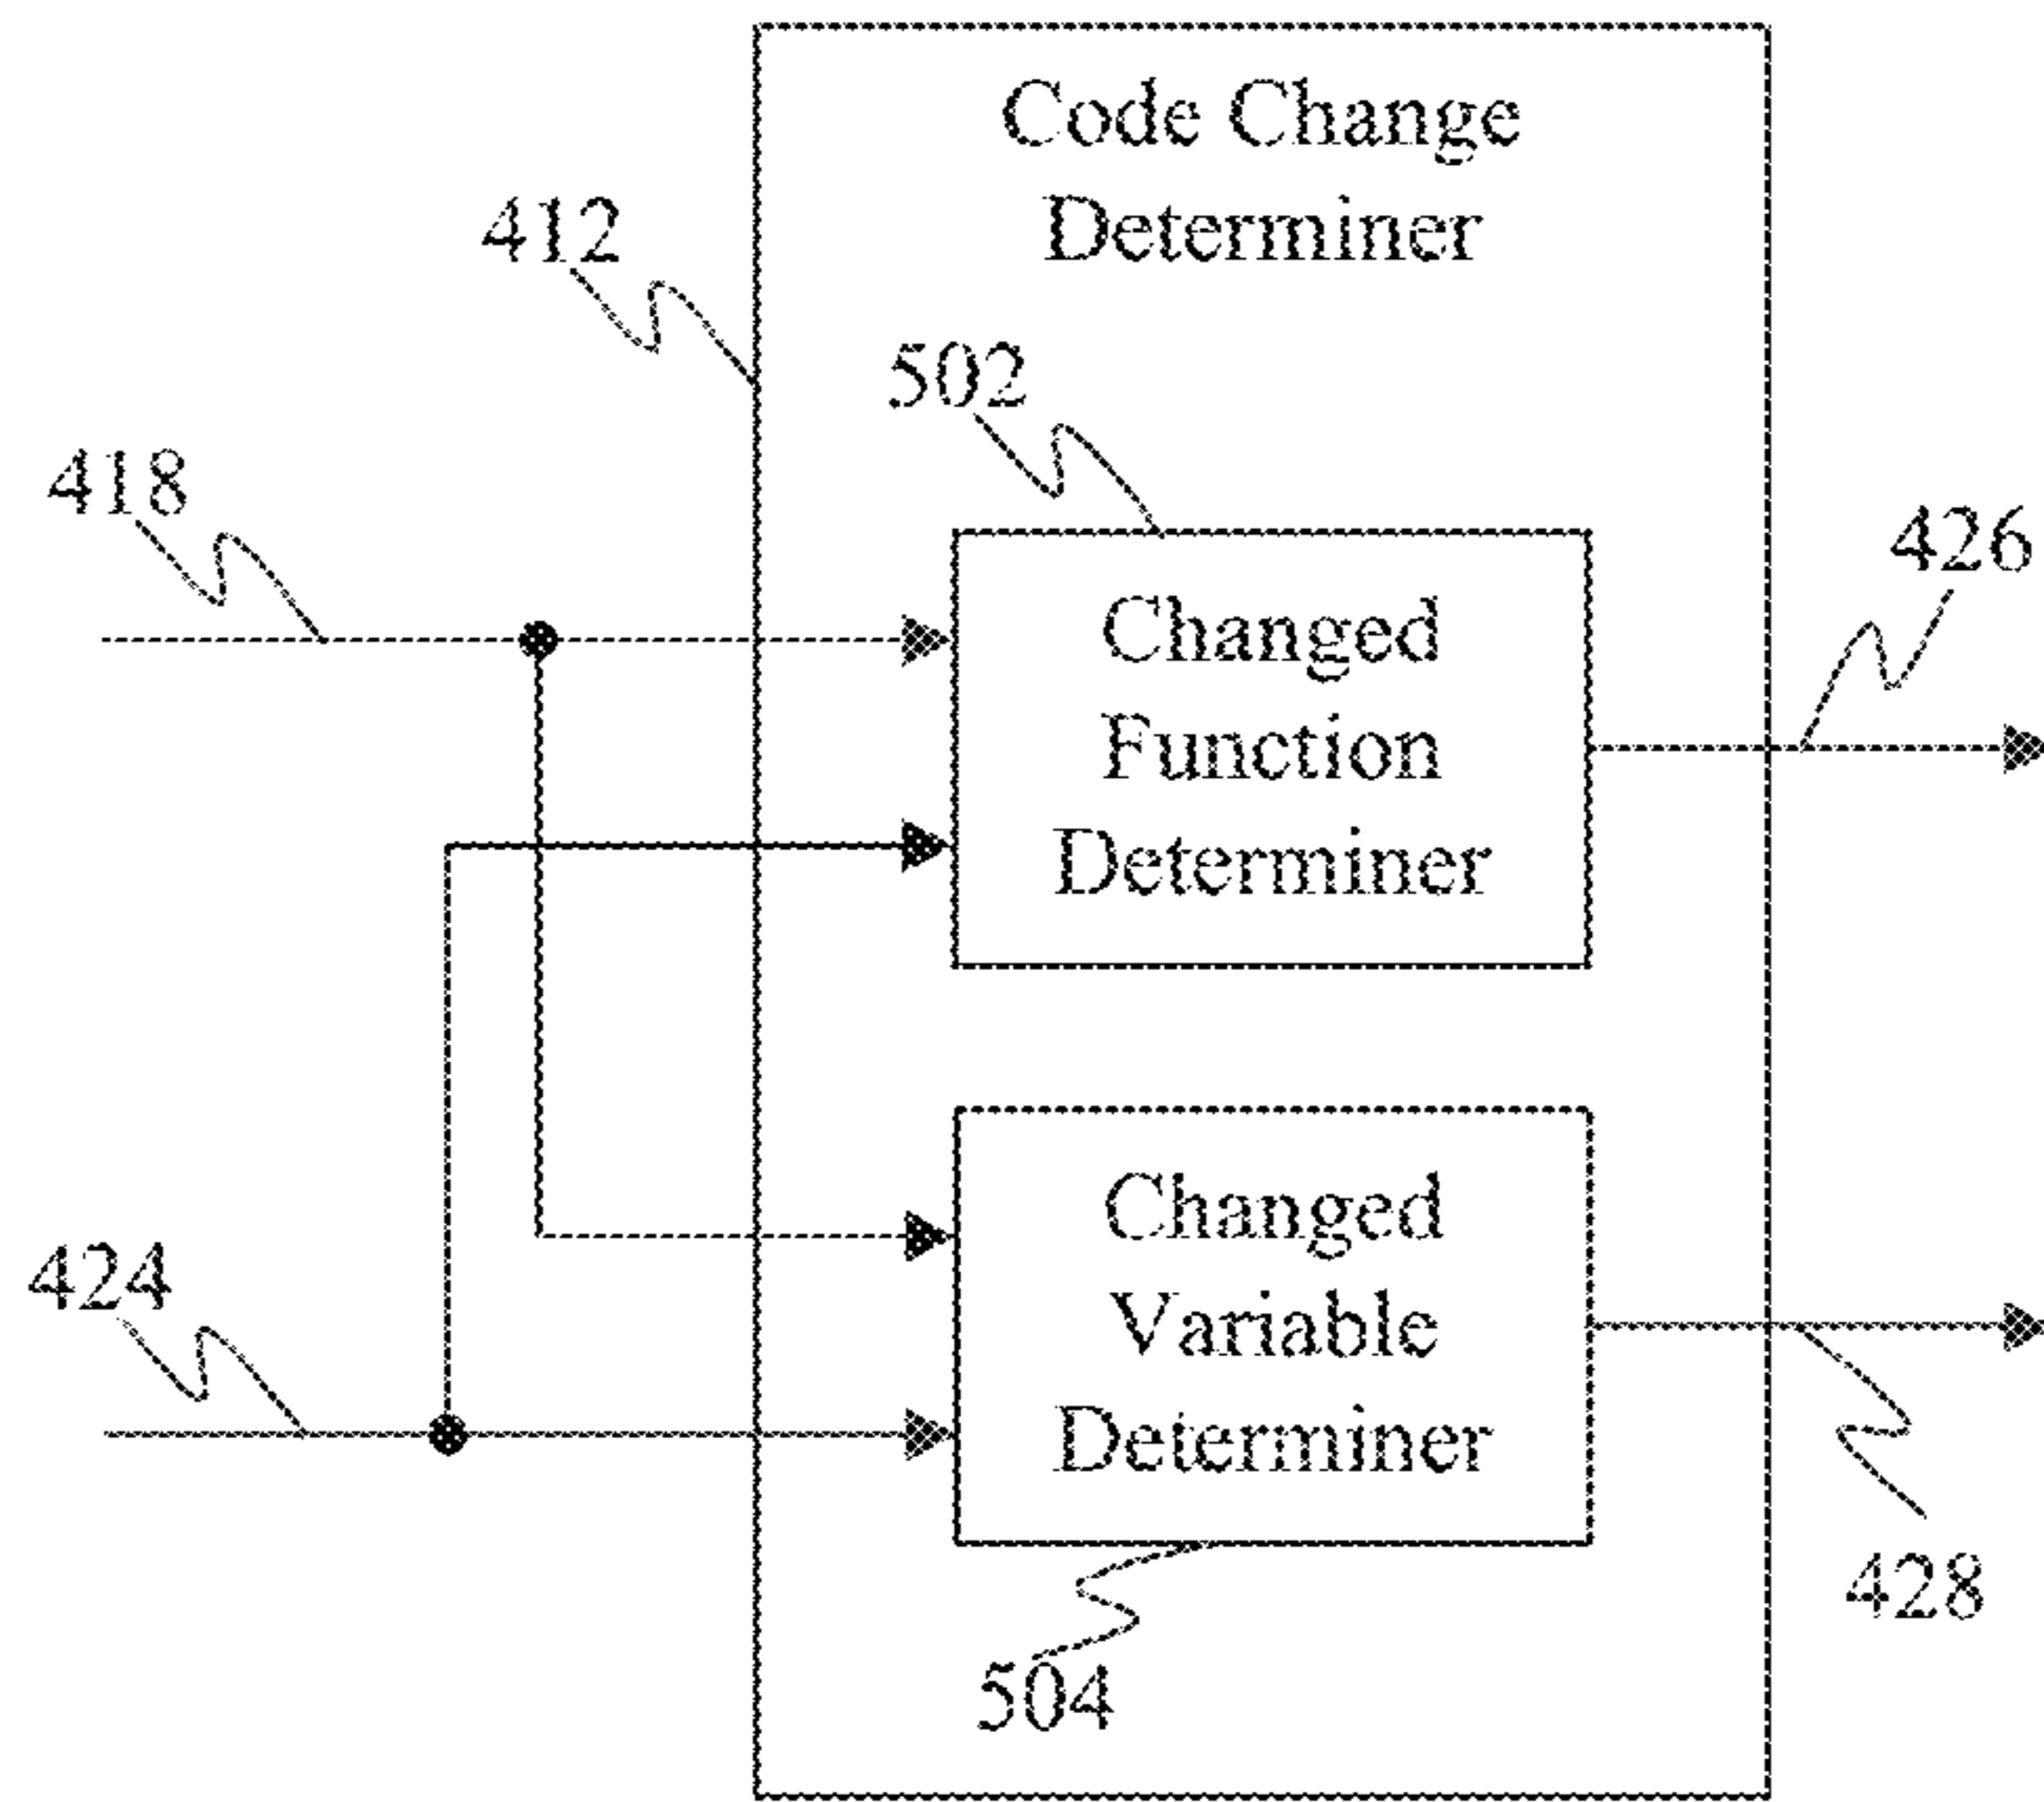 Code Change
Determiner
412
502
418
426
Changed
Function
Determiner
Changed
Variable
Determiner
424
428
504